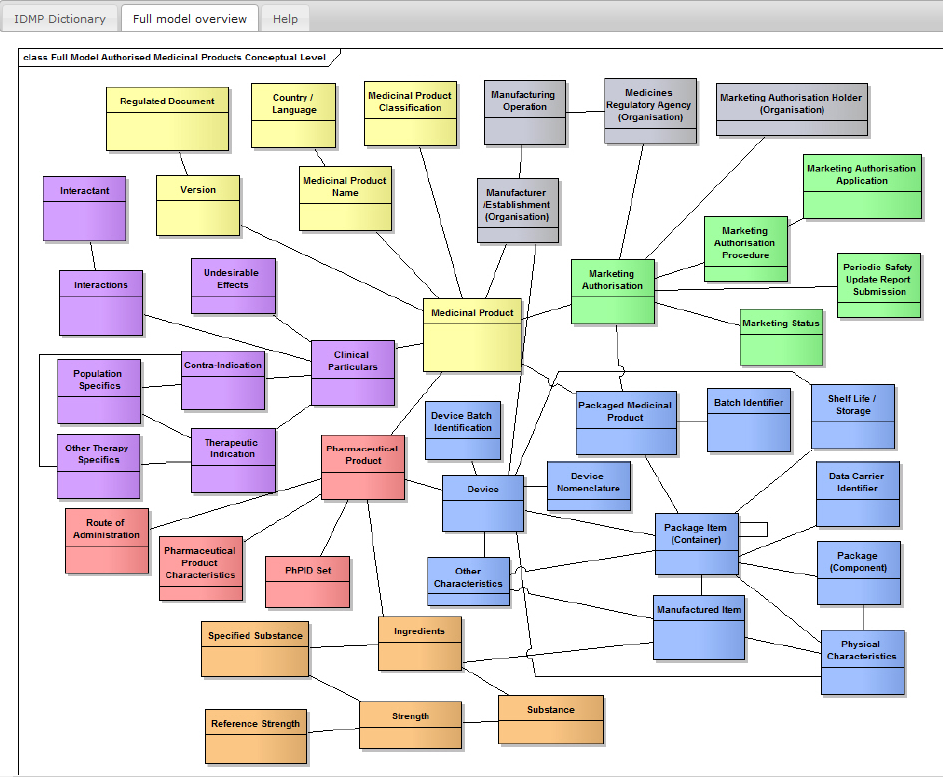 IDMP Dictionary
Full model overview
Help
class Full Model Authorised Medicinal Products Conceptual Level
Regulated Document
Country /
Language
Medicinal Product
Classification
Manufacturing
Operation
Medicines
Regulatory Agency
(Organisation)
Marketing Authorisation Holder
(Organisation)
Interactant
Version
Medicinal Product
Name
Manufacturer
/Establishment
(Organisation)
Marketing Authorisation
Application
Marketing
Authorisation
Procedure
Interactions
Undesirable
Effects
Medicinal Product
Marketing
Authorisation
Periodic Safety
Update Report
Submission
Marketing Status
Population
Specifics
Contra-Indication
Clinical
Particulars
Packaged Medicinal
Product
Batch Identifier
Shelf Life /
Storage
Other Therapy
Specifics
Therapeutic
Indication
Pharmaceutical
Product
Device Batch
Identification
Device
Device
Nomenclature
Data Carrier
Identifier
Route of
Administration
Pharmaceutical
Product
Characteristics
PhPID Set
Other
Characteristics
Package Item
(Container)
Package
(Component)
Specified Substance
Ingredients
Manufactured Item
Physical
Characteristics
Reference Strength
Strength
Substance